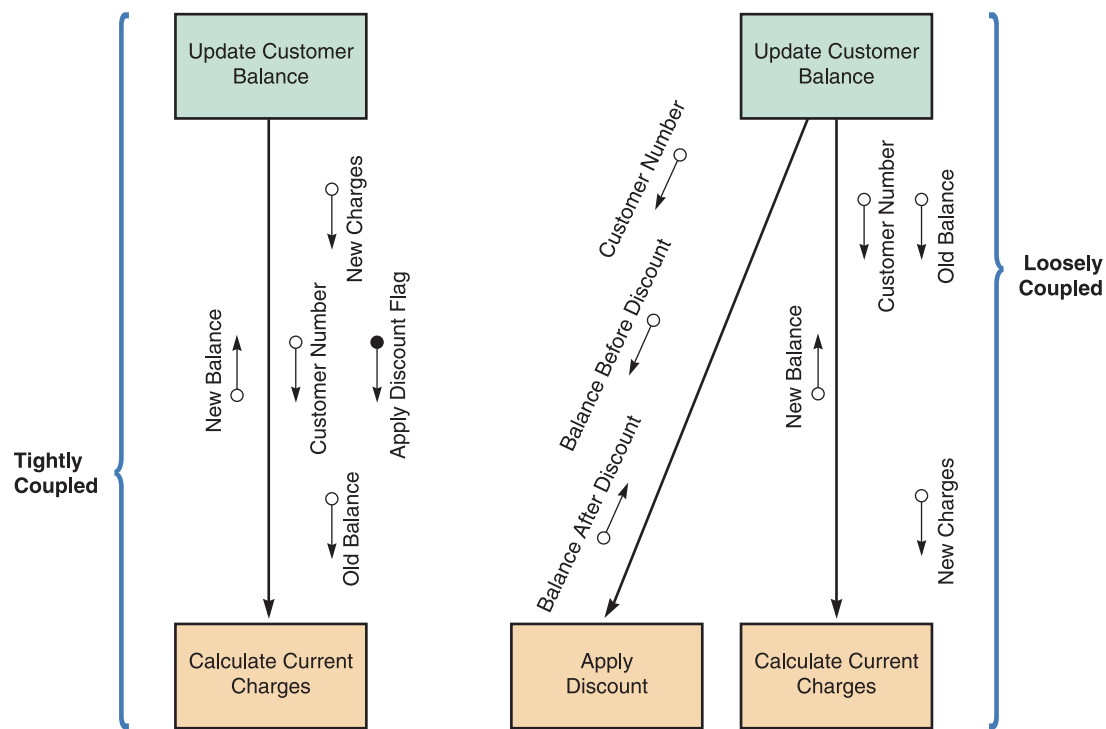 Update Customer
Balance
New Charges
New Balance
Customer Number
Apply Discount Flag
Old Balance
Tightly
Coupled
Calculate Current
Charges
Update Customer
Balance
Customer Number
Balance Before Discount
Balance After Discount
Customer Number
Old Balance
New Balance
New Charges
Loosely
Coupled
Apply
Discount
Calculate Current
Charges